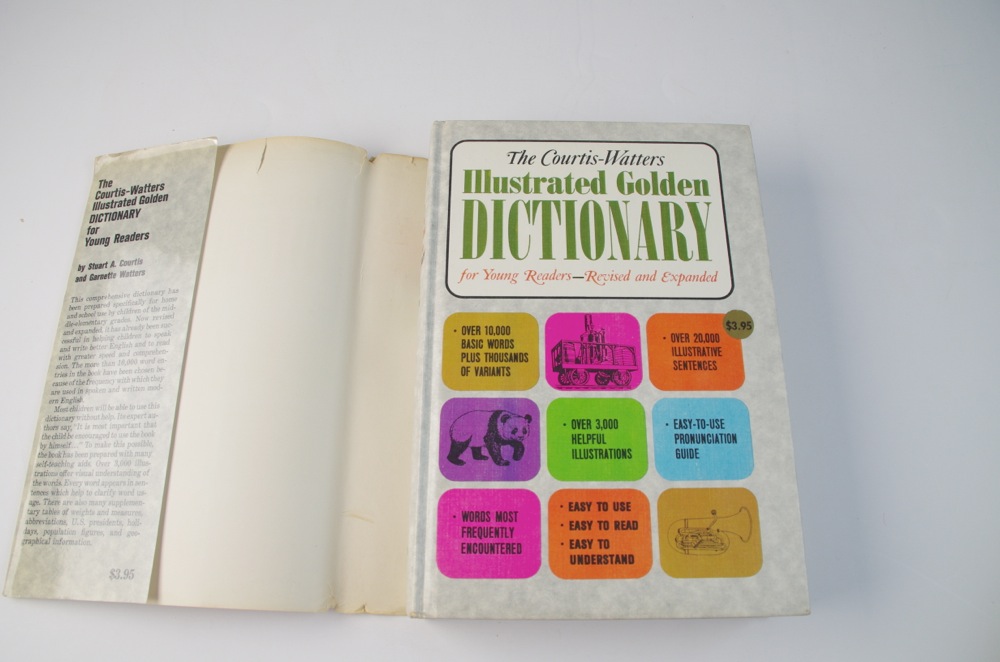 The
Curtis-Watters
Illustrated Golden
DICTIONARY
for
Young Readers
by Stuart A. Courtis
and Garnette Watters
This comprehensive dictionary has
been prepared specifically for home
and school use by children of the mid-
dle-elementary grades. Now revised
and expanded, it has already been suc-
cessful in helping children to speak
and write better English and to read
with greater speed and comprehen-
sion. The more than 10,000 word en-
tries in the book have been chosen be-
cause of the frequency with which they
are used in spoken and written mod-
ern English.
Most children will be able to use this
dictionary without help. Its expert au-
thors say, "It is most important that
the child be encouraged to use the book
by himself..." To make this possible,
the book has been prepared with many
self-teaching aids. Over 3,000 illus-
trations offer visual understanding of
the words. Every word appears in sen-
tences which help to clarify word us-
age. There are also many supplemen-
tary tables of weights and measures,
abbreviations, U.S. presidents, holi-
days, population figures, and geo-
graphical information.
$3.95
The Courtis-Watters
Illustrated Golden
DICTIONARY
for Young Readers—Revised and Expanded
• OVER 10,000
BASIC WORDS
PLUS THOUSANDS
OF VARIANTS
• OVER 20,000
ILLUSTRATIVE
SENTENCES
$3.95
• OVER 3,000
HELPFUL
ILLUSTRATIONS
• EASY-TO-USE
PRONUNCIATION
GUIDE
• WORDS MOST
FREQUENTLY
ENCOUNTERED
• EASY TO USE
• EASY TO READ
• EASY TO
UNDERSTAND